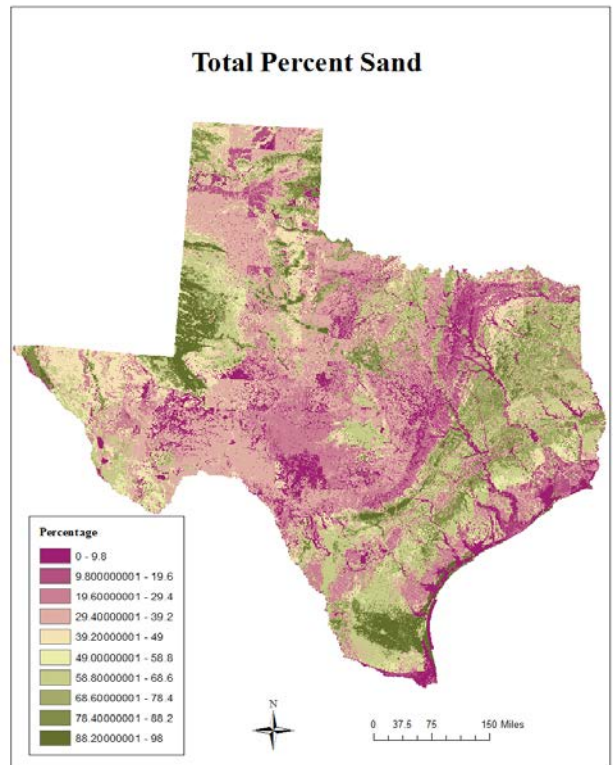 Total Percent Sand
Percentage
0 - 9.8
9.800000001 - 19.6
19.60000001 - 29.4
29.40000001 - 39.2
39.20000001 - 49
49.00000001 - 58.8
58.80000001 - 68.6
68.60000001 - 78.4
78.40000001 - 88.2
88.20000001 - 98
N
0 37.5 75 150 Miles